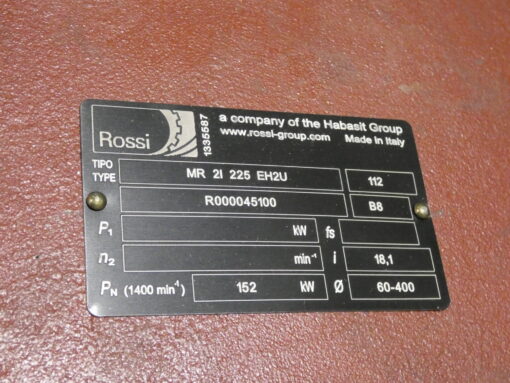 Rossi
1335587
a company of the Habasit Group
www.rossi-group.com Made in Italy
TIPO
TYPE MR 2I 225 EH2U 112
R000045100 B8
P₁ kW fs
n₂ min⁻¹ i 18,1
PN (1400 min⁻¹) 152 kW Ø 60-400